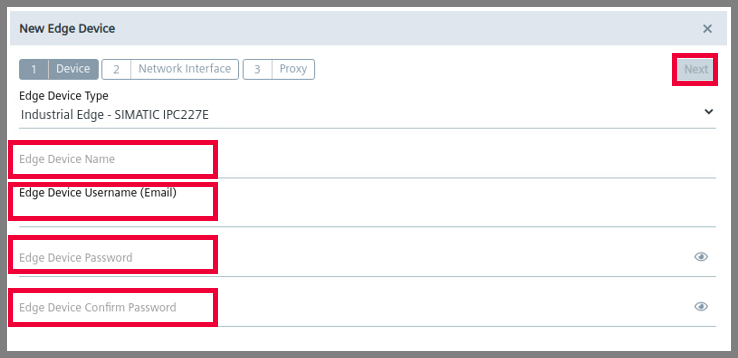 New Edge Device ×
1 Device 2 Network Interface 3 Proxy Next
Edge Device Type
Industrial Edge - SIMATIC IPC227E
Edge Device Name
Edge Device Username (Email)
Edge Device Password
Edge Device Confirm Password